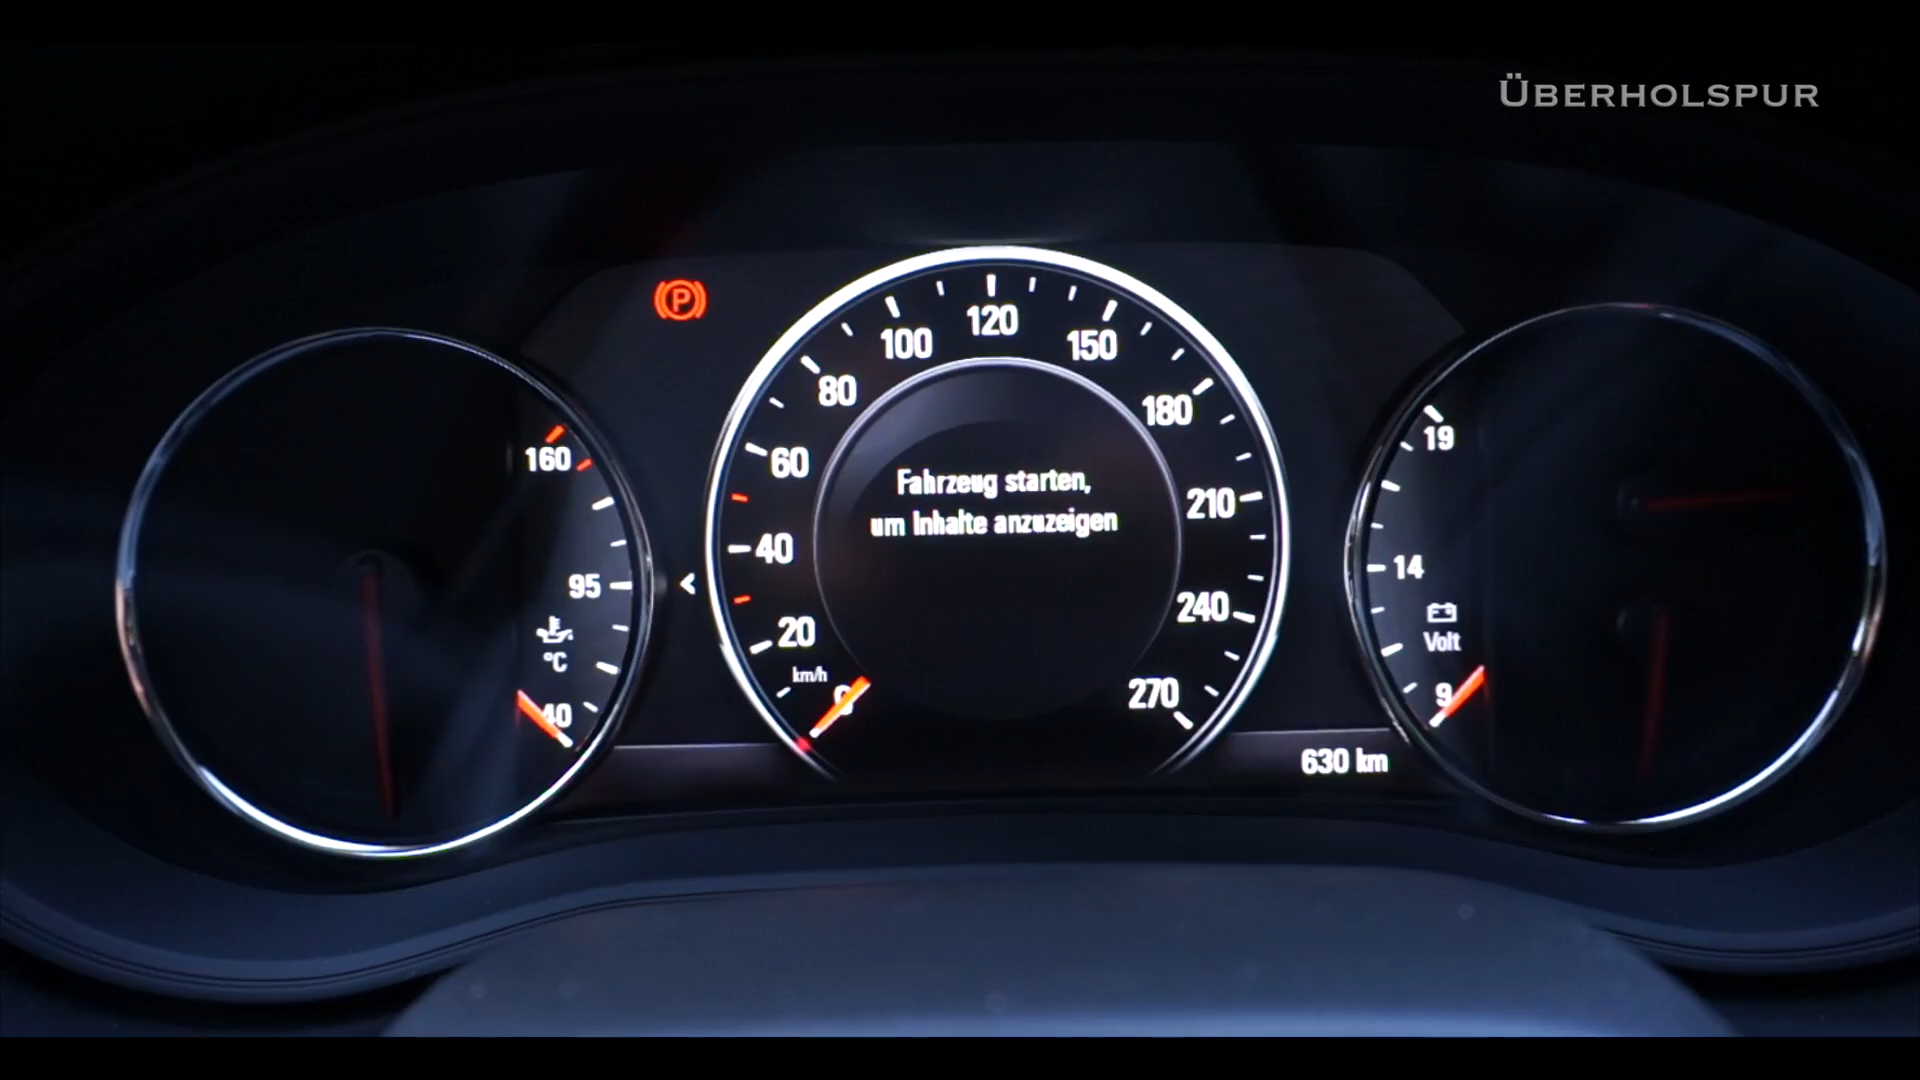 ÜBERHOLSPUR
P
120
100
150
80
180
160
19
60
Fahrzeug starten,
um Inhalte anzuzeigen
210
40
95
14
240
20
Volt
°C
km/h
0
270
9
40
630 km